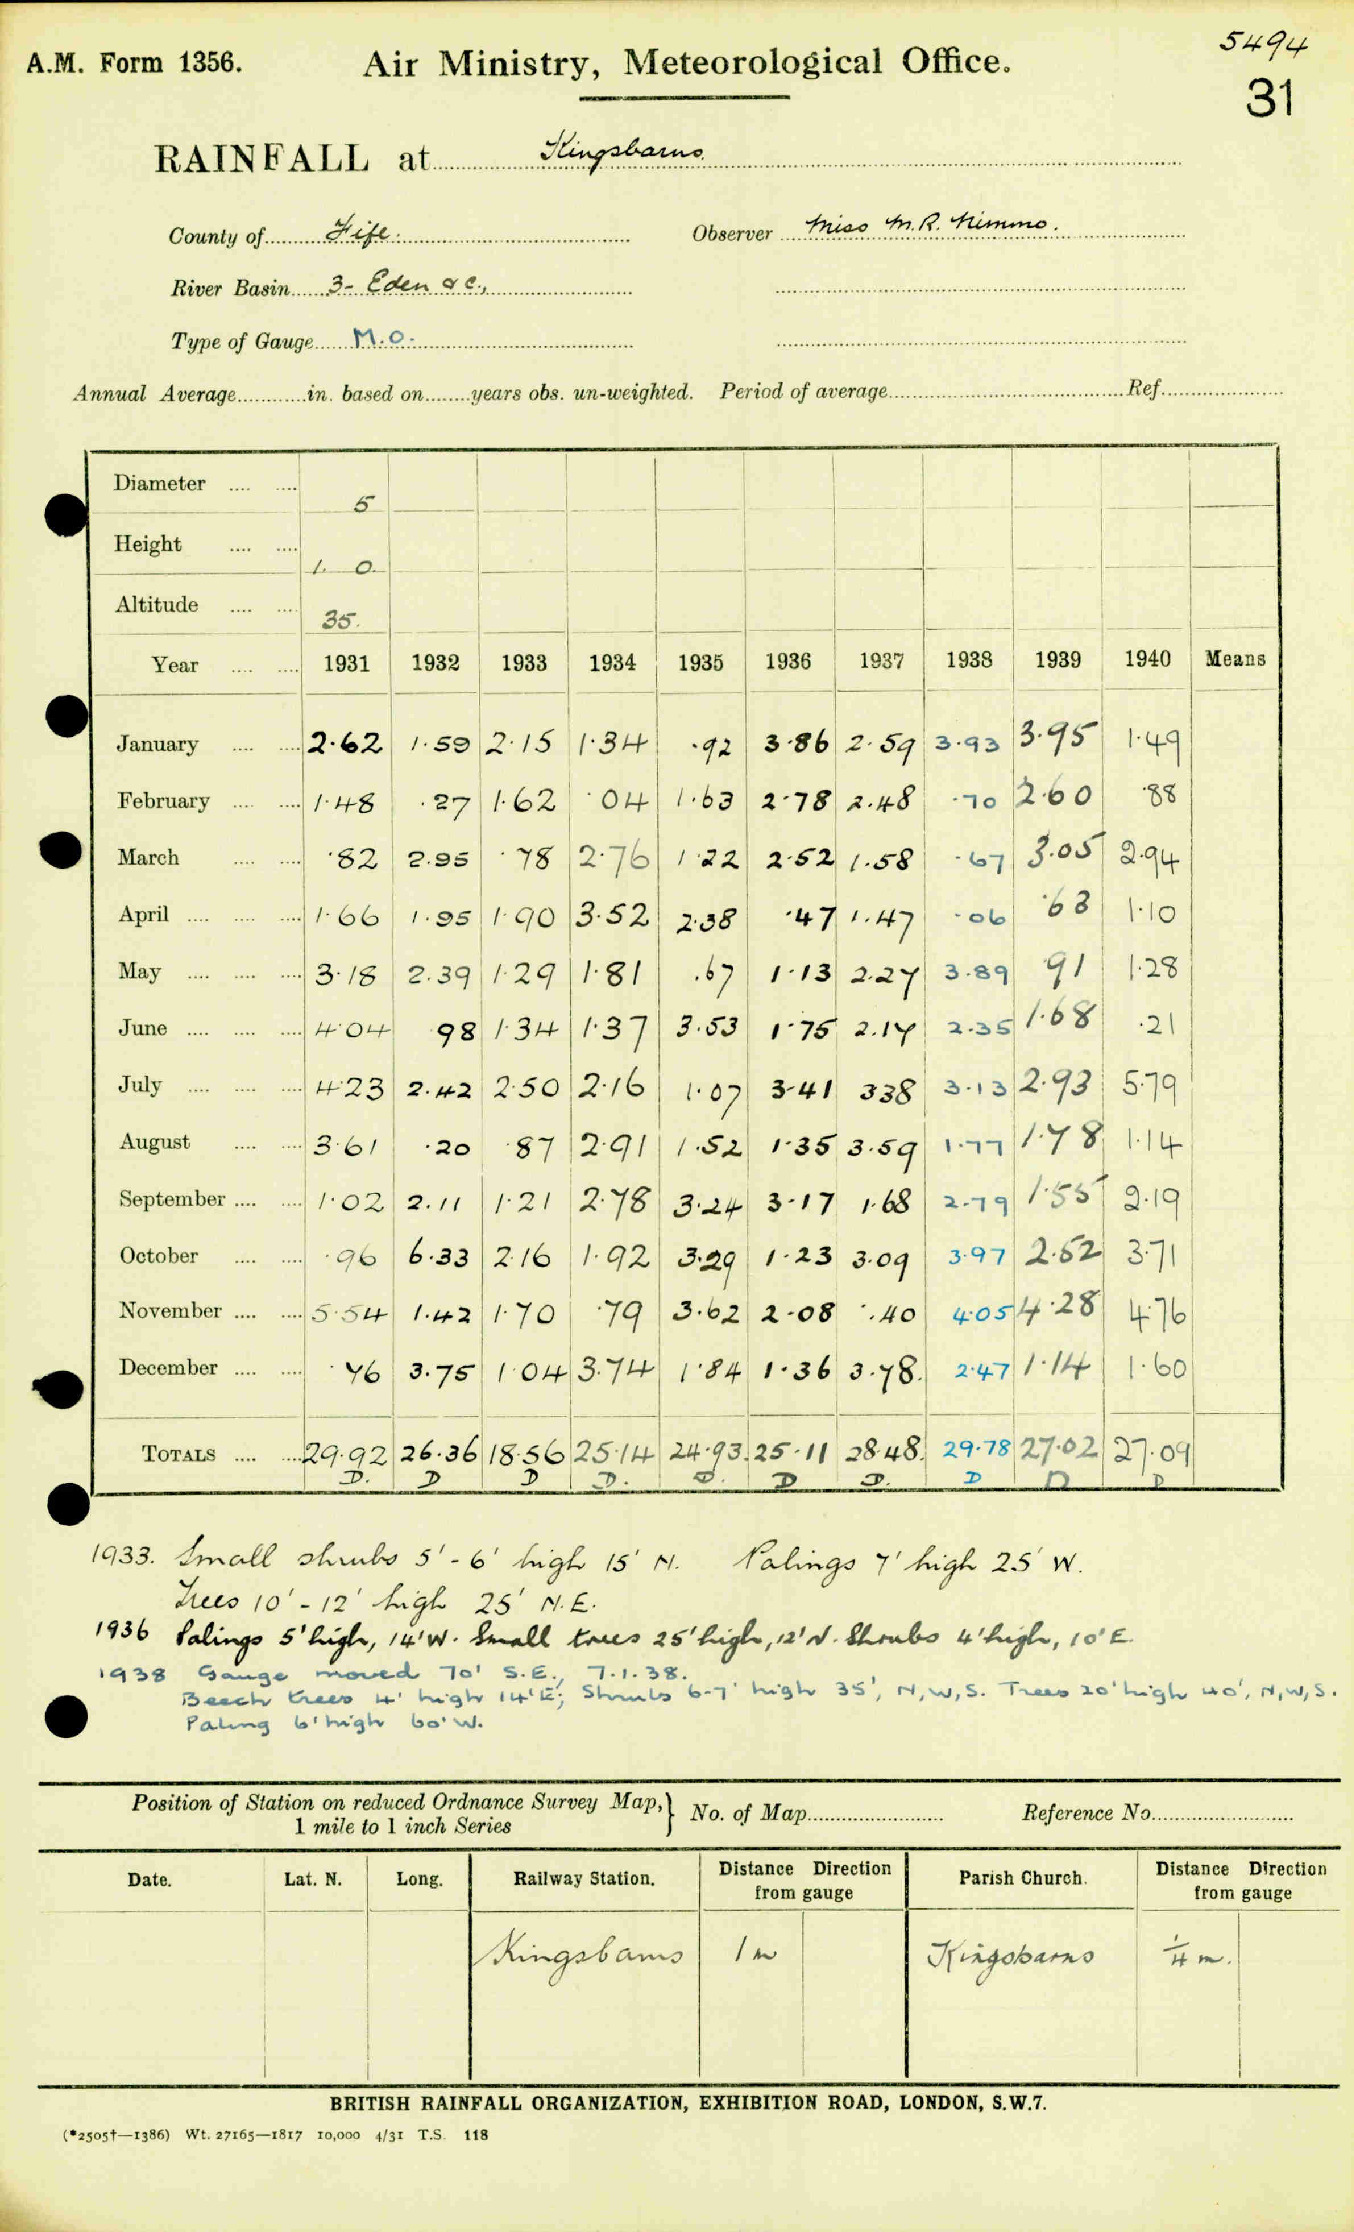 5494
A.M. Form 1356. Air Ministry, Meteorological Office.
31
RAINFALL at Kingsbarns.
County of Fife. Observer Miss M.R. Nimmo.
River Basin 3- Eden &c.,
Type of Gauge M.O.
Annual Average in. based on years obs. un-weighted. Period of average Ref.
Diameter 5
Height 1. 0.
Altitude 35.
Year 1931 1932 1933 1934 1935 1936 1937 1938 1939 1940 Means
January 2·62 1·59 2·15 1·34 ·92 3·86 2·59 3·93 3·95 1·49
February 1·48 ·27 1·62 ·04 1·63 2·78 2·48 ·70 2·60 ·88
March ·82 2·95 ·78 2·76 1·22 2·52 1·58 ·67 3·05 2·94
April 1·66 1·95 1·90 3·52 2·38 ·47 1·47 ·06 ·63 1·10
May 3·18 2·39 1·29 1·81 ·67 1·13 2·27 3·89 91 1·28
June 4·04 98 1·34 1·37 3·53 1·75 2·17 2·35 1·68 ·21
July 4·23 2·42 2·50 2·16 1·07 3·41 338 3·13 2·93 5·79
August 3·61 ·20 ·87 2·91 1·52 1·35 3·59 1·77 1·78 1·14
September 1·02 2·11 1·21 2·78 3·24 3·17 1·68 2·79 1·55 2·19
October ·96 6·33 2·16 1·92 3·29 1·23 3·09 3·97 2·52 3·71
November 5·54 1·42 1·70 ·79 3·62 2·08 ·40 4·05 4·28 4·76
December ·76 3·75 1·04 3·74 1·84 1·36 3·78. 2·47 1·14 1·60
TOTALS 29·92 26·36 18·56 25·14 24·93. 25·11 28·48. 29·78 27·02 27·09
D. D D D. D. D D. D D D
1933. Small shrubs 5' - 6' high 15' N. Palings 7' high 25' W.
Trees 10' - 12' high 25' N.E.
1936 Palings 5' high, 14' W. Small trees 25' high, 12' N. Shrubs 4' high, 10' E.
1938 Gauge moved 70' S.E., 7.1.38.
Beech trees 4' high 14' E; Shrubs 6-7' high 35', N,W,S. Trees 20' high 40', N,W,S.
Paling 6' high 60' W.
Position of Station on reduced Ordnance Survey Map, } No. of Map Reference No.
1 mile to 1 inch Series
Date. Lat. N. Long. Railway Station. Distance Direction from gauge Parish Church. Distance Direction from gauge
Kingsbarns 1 m Kingsbarns ¼ m.
BRITISH RAINFALL ORGANIZATION, EXHIBITION ROAD, LONDON, S.W.7.
(*2505†—1386) Wt. 27165—1817 10,000 4/31 T.S. 118